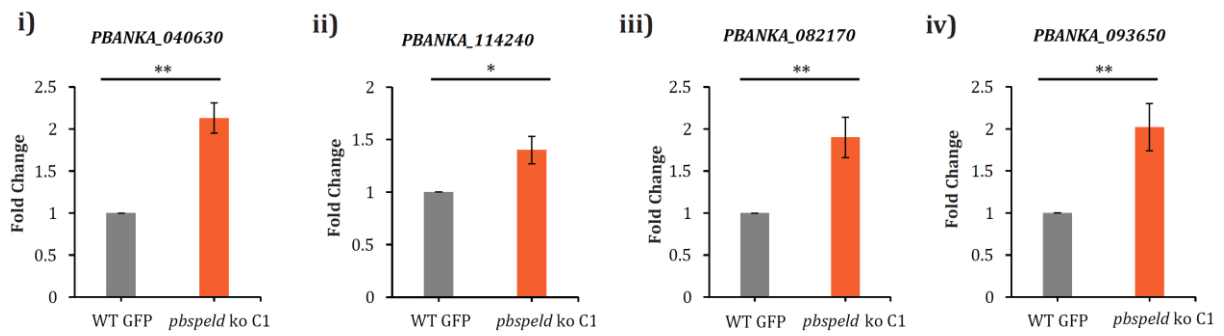 i)
PBANKA_040630
**
2.5
2
1.5
1
0.5
0
Fold Change
WT GFP
pbspeld ko C1
ii)
PBANKA_114240
*
2
1.5
1
0.5
0
Fold Change
WT GFP
pbspeld ko C1
iii)
PBANKA_082170
**
2.5
2
1.5
1
0.5
0
Fold Change
WT GFP
pbspeld ko C1
iv)
PBANKA_093650
**
2.5
2
1.5
1
0.5
0
Fold Change
WT GFP
pbspeld ko C1